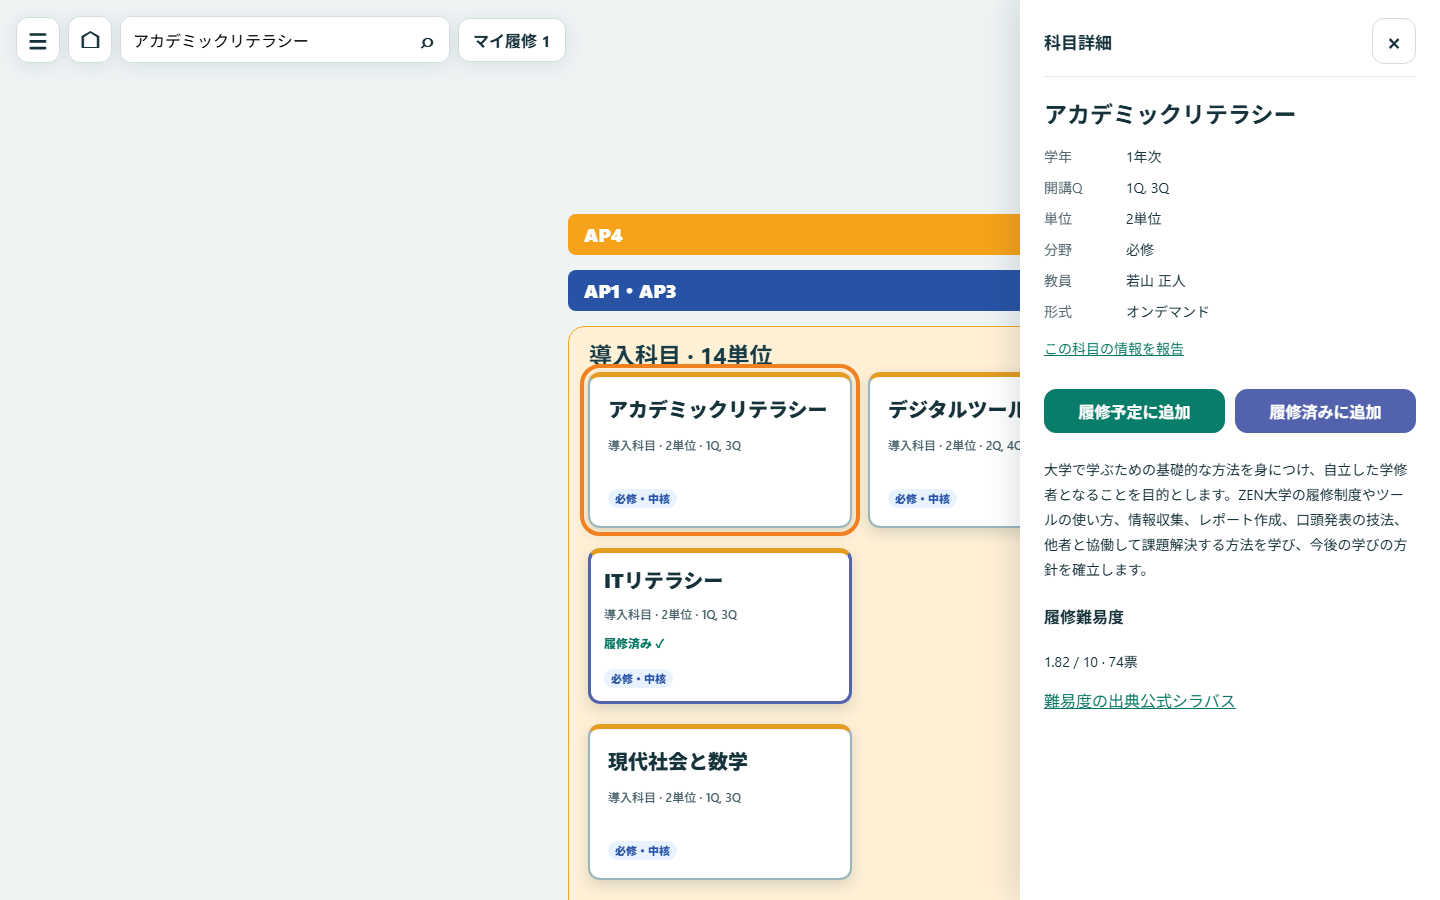 アカデミックリテラシー
マイ履修 1
AP4
AP1・AP3
導入科目 · 14単位
アカデミックリテラシー
導入科目 · 2単位 · 1Q, 3Q
必修・中核
デジタルツール
導入科目 · 2単位 · 2Q, 4Q
必修・中核
ITリテラシー
導入科目 · 2単位 · 1Q, 3Q
履修済み ✓
必修・中核
現代社会と数学
導入科目 · 2単位 · 1Q, 3Q
必修・中核
科目詳細
×
アカデミックリテラシー
学年 1年次
開講Q 1Q, 3Q
単位 2単位
分野 必修
教員 若山 正人
形式 オンデマンド
この科目の情報を報告
履修予定に追加
履修済みに追加
大学で学ぶための基礎的な方法を身につけ、自立した学修
者となることを目的とします。ZEN大学の履修制度やツー
ルの使い方、情報収集、レポート作成、口頭発表の技法、
他者と協働して課題解決する方法を学び、今後の学びの方
針を確立します。
履修難易度
1.82 / 10 · 74票
難易度の出典公式シラバス